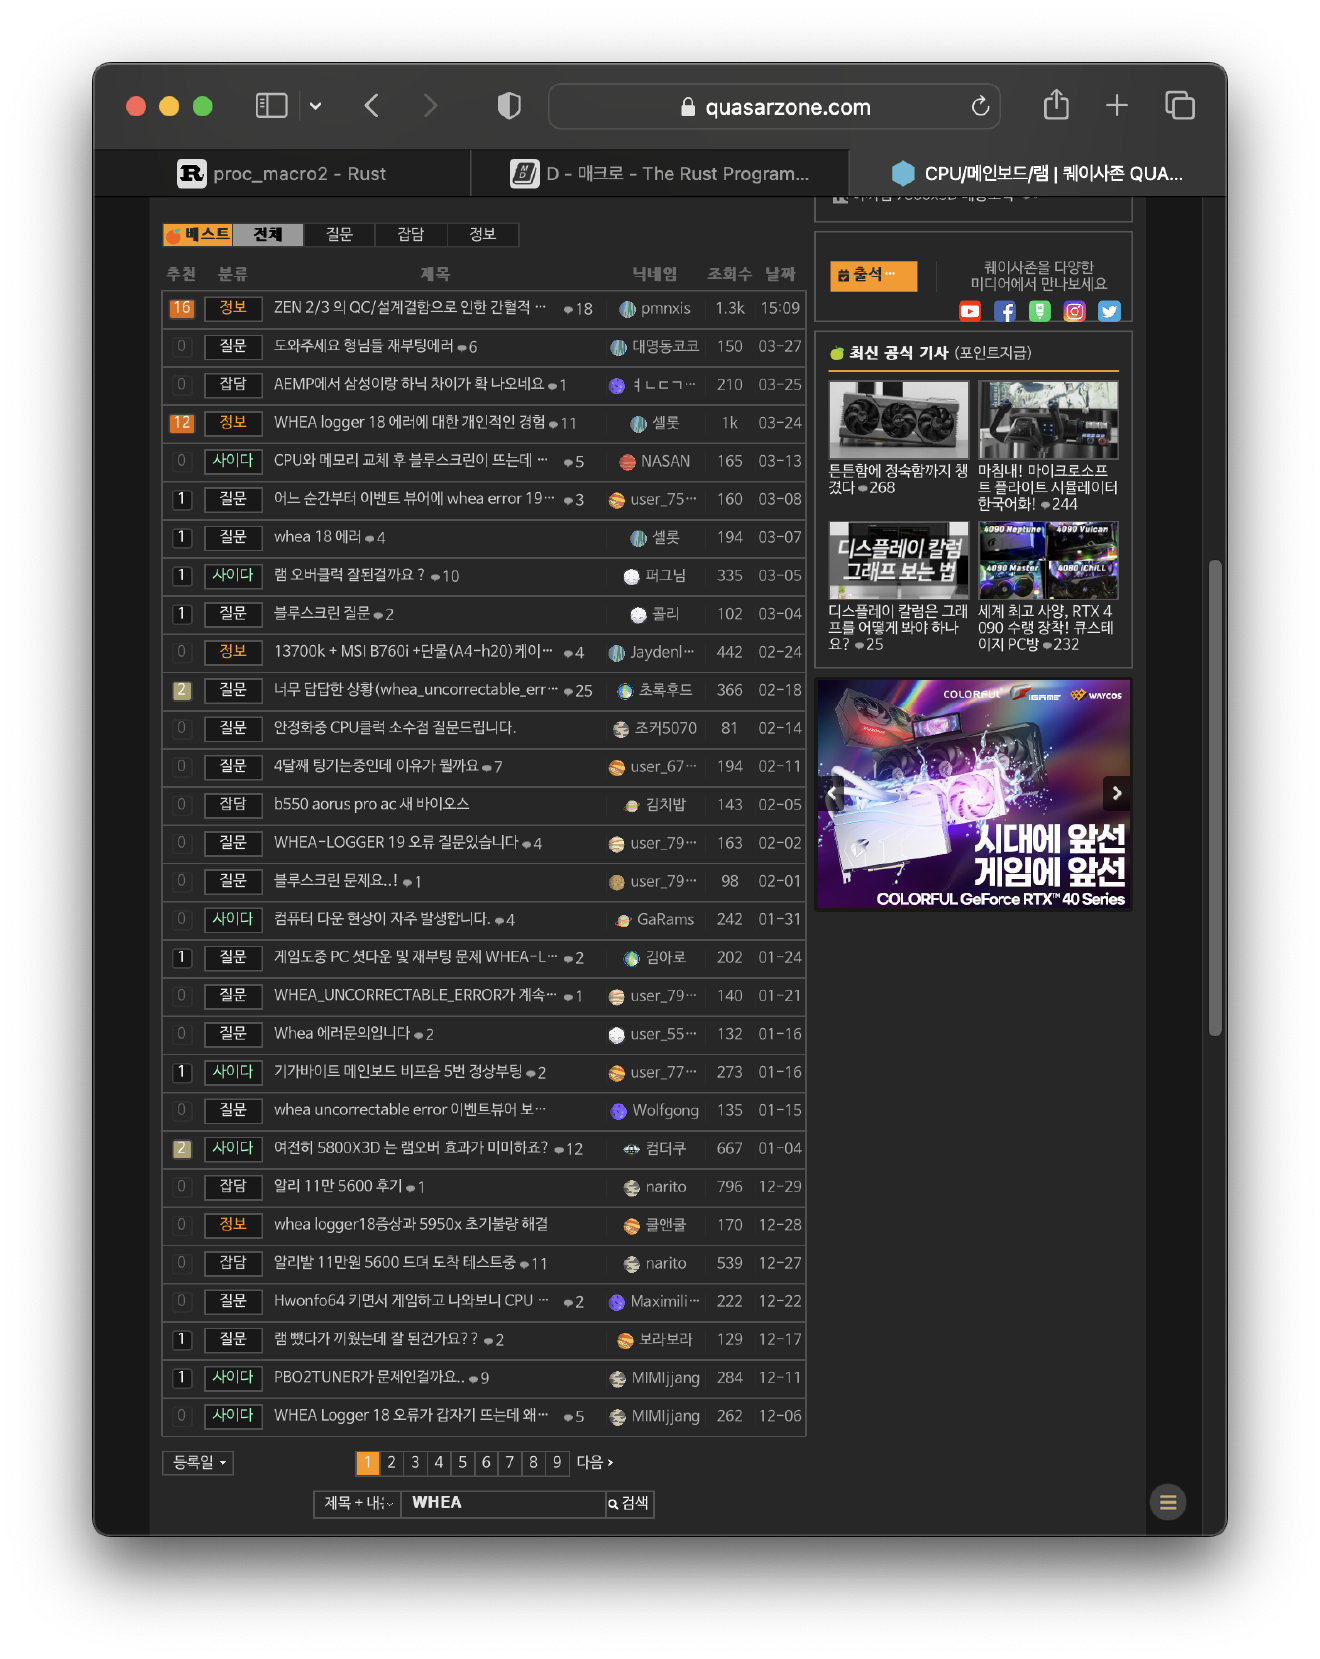 quasarzone.com
proc_macro2 - Rust
D - 매크로 - The Rust Program...
CPU/메인보드/램 | 퀘이사존 QUA...
베스트 전체 질문 잡담 정보
추천 분류 제목 닉네임 조회수 날짜
16 정보 ZEN 2/3 의 QC/설계결함으로 인한 간헐적 … 18 pmnxis 1.3k 15:09
0 질문 도와주세요 형님들 재부팅에러 6 대명동코코 150 03-27
0 잡담 AEMP에서 삼성이랑 하닉 차이가 확 나오네요 1 ㅕㄴㄷㄱ… 210 03-25
12 정보 WHEA logger 18 에러에 대한 개인적인 경험 11 셀롯 1k 03-24
0 사이다 CPU와 메모리 교체 후 블루스크린이 뜨는데 … 5 NASAN 165 03-13
1 질문 어느 순간부터 이벤트 뷰어에 whea error 19… 3 user_75… 160 03-08
1 질문 whea 18 에러 4 셀롯 194 03-07
1 사이다 램 오버클럭 잘된걸까요 ? 10 퍼그님 335 03-05
1 질문 블루스크린 질문 2 콜리 102 03-04
0 정보 13700k + MSI B760i +단물(A4-h20)케이… 4 Jaydenl… 442 02-24
2 질문 너무 답답한 상황(whea_uncorrectable_err… 25 초록후드 366 02-18
0 질문 안정화중 CPU클럭 소수점 질문드립니다. 조커5070 81 02-14
0 질문 4달째 팅기는중인데 이유가 뭘까요 7 user_67… 194 02-11
0 잡담 b550 aorus pro ac 새 바이오스 김치밥 143 02-05
0 질문 WHEA-LOGGER 19 오류 질문있습니다 4 user_79… 163 02-02
0 질문 블루스크린 문제요..! 1 user_79… 98 02-01
0 사이다 컴퓨터 다운 현상이 자주 발생합니다. 4 GaRams 242 01-31
1 질문 게임도중 PC 셧다운 및 재부팅 문제 WHEA-L… 2 김아로 202 01-24
0 질문 WHEA_UNCORRECTABLE_ERROR가 계속… 1 user_79… 140 01-21
0 질문 Whea 에러문의입니다 2 user_55… 132 01-16
1 사이다 기가바이트 메인보드 비프음 5번 정상부팅 2 user_77… 273 01-16
0 질문 whea uncorrectable error 이벤트뷰어 보… Wolfgong 135 01-15
2 사이다 여전히 5800X3D 는 램오버 효과가 미미하죠? 12 컴더쿠 667 01-04
0 잡담 알리 11만 5600 후기 1 narito 796 12-29
0 정보 whea logger18증상과 5950x 초기불량 해결 쿨앤쿨 170 12-28
0 잡담 알리발 11만원 5600 드뎌 도착 테스트중 11 narito 539 12-27
0 질문 Hwonfo64 키면서 게임하고 나와보니 CPU … 2 Maximili… 222 12-22
1 질문 램 뺐다가 끼웠는데 잘 된건가요?? 2 보라보라 129 12-17
1 사이다 PBO2TUNER가 문제인걸까요.. 9 MIMIjjang 284 12-11
0 사이다 WHEA Logger 18 오류가 갑자기 뜨는데 왜… 5 MIMIjjang 262 12-06
등록일 1 2 3 4 5 6 7 8 9 다음
제목 + 내용 WHEA 검색
출석…
퀘이사존을 다양한
미디어에서 만나보세요
최신 공식 기사 (포인트지급)
튼튼함에 정숙함까지 챙
겼다 268
마침내! 마이크로소프
트 플라이트 시뮬레이터
한국어화! 244
디스플레이 칼럼
그래프 보는 법
4090 Neptune 4090 Vulcan
4090 Master 4080 iCHiLL
디스플레이 칼럼은 그래
프를 어떻게 봐야 하나
요? 25
세계 최고 사양, RTX 4
090 수랭 장착! 큐스테
이지 PC방 232
COLORFUL iGAME WAYCOS
시대에 앞선
게임에 앞선
COLORFUL GeForce RTX™ 40 Series